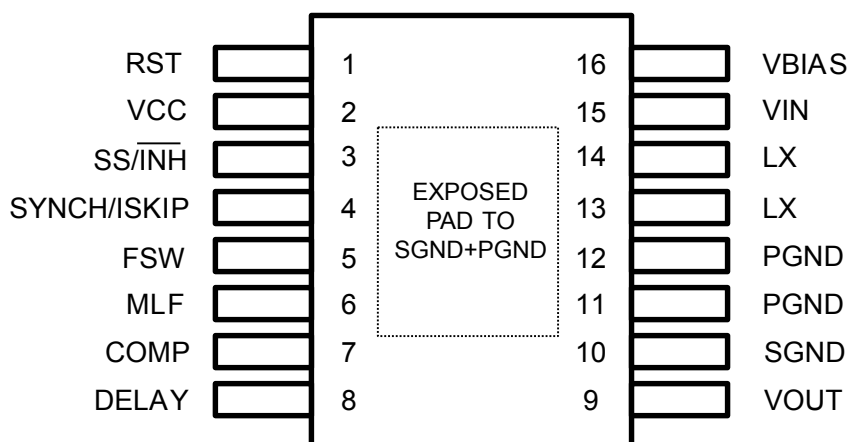 RST 1 16 VBIAS
VCC 2 15 VIN
SS/INH 3 14 LX
SYNCH/ISKIP 4 13 LX
EXPOSED
PAD TO
SGND+PGND
FSW 5 12 PGND
MLF 6 11 PGND
COMP 7 10 SGND
DELAY 8 9 VOUT